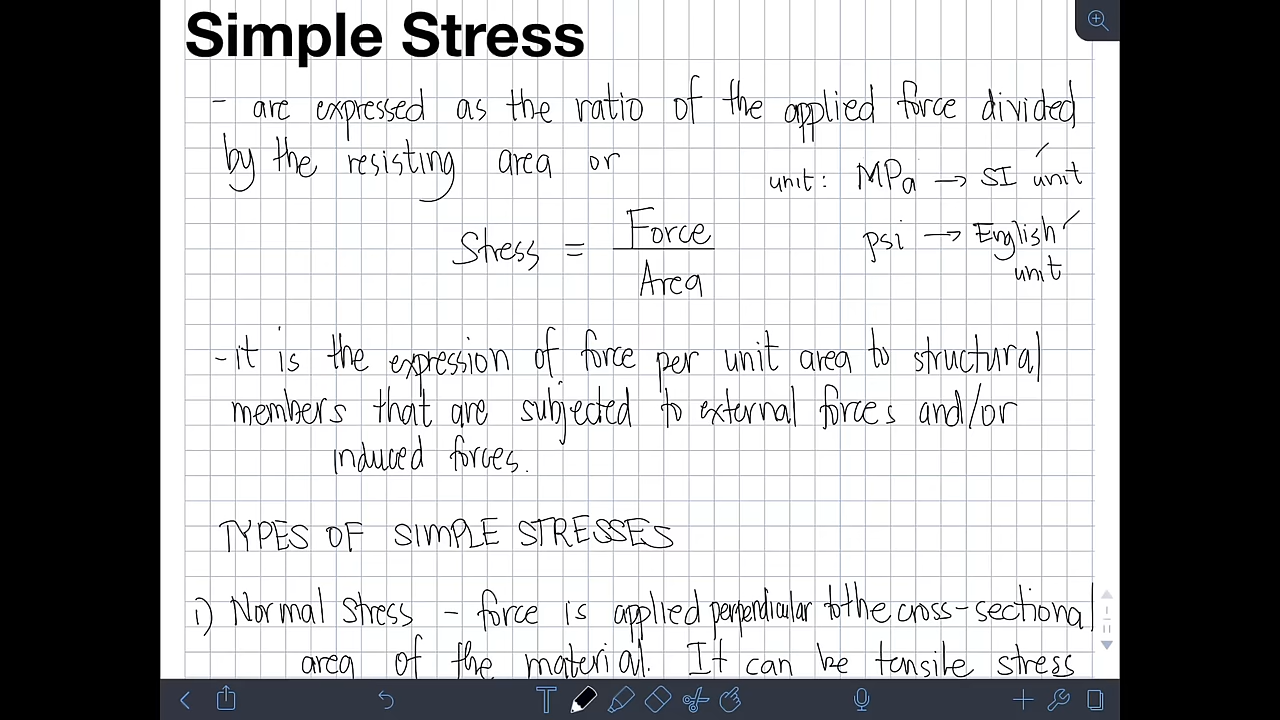 Simple Stress
- are expressed as the ratio of the applied force divided
by the resisting area or
unit: MPa → SI unit
Stress = Force
Area
psi → English
unit
- it is the expression of force per unit area to structural
members that are subjected to external forces and/or
induced forces.
TYPES OF SIMPLE STRESSES
1) Normal Stress - force is applied perpendicular to the cross-sectional
area of the material. It can be tensile stress